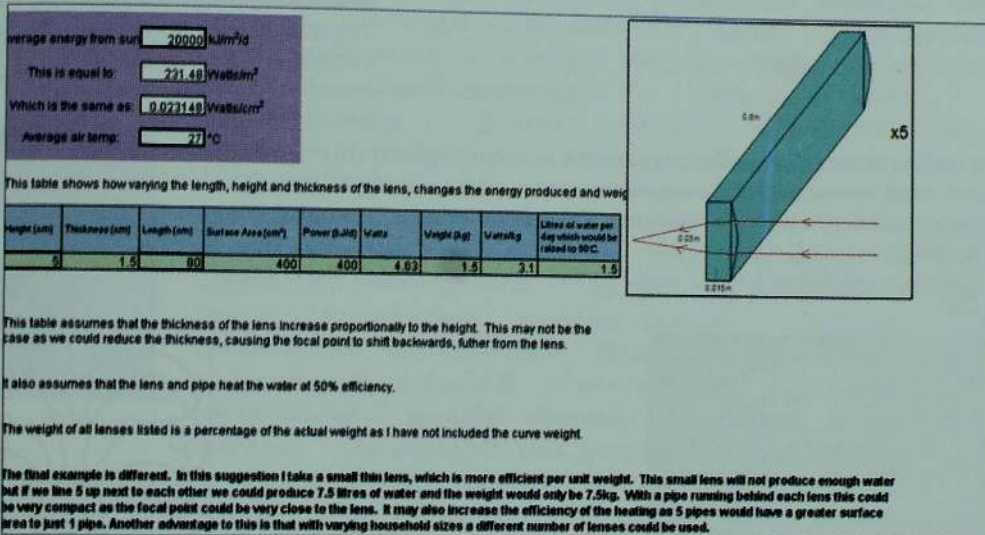 verage energy from sun 20000 kJ/m²/d
This is equal to: 231.48 Watts/m²
Which is the same as: 0.023148 Watts/cm²
Average air temp: 27 °C
This table shows how varying the length, height and thickness of the lens, changes the energy produced and weig
Height (cm) Thickness (cm) Length (cm) Surface Area (cm²) Power (kJ/d) Watts Weight (kg) Watts/kg Litres of water per day which would be raised to 90°C.
5 1.5 80 400 400 4.63 1.5 3.1 1.5
0.8m
x5
0.05m
0.015m
This table assumes that the thickness of the lens increase proportionally to the height. This may not be the
case as we could reduce the thickness, causing the focal point to shift backwards, futher from the lens.
It also assumes that the lens and pipe heat the water at 50% efficiency.
The weight of all lenses listed is a percentage of the actual weight as I have not included the curve weight.
The final example is different. In this suggestion I take a small thin lens, which is more efficient per unit weight. This small lens will not produce enough water
but if we line 5 up next to each other we could produce 7.5 litres of water and the weight would only be 7.5kg. With a pipe running behind each lens this could
be very compact as the focal point could be very close to the lens. It may also increase the efficiency of the heating as 5 pipes would have a greater surface
area to just 1 pipe. Another advantage to this is that with varying household sizes a different number of lenses could be used.